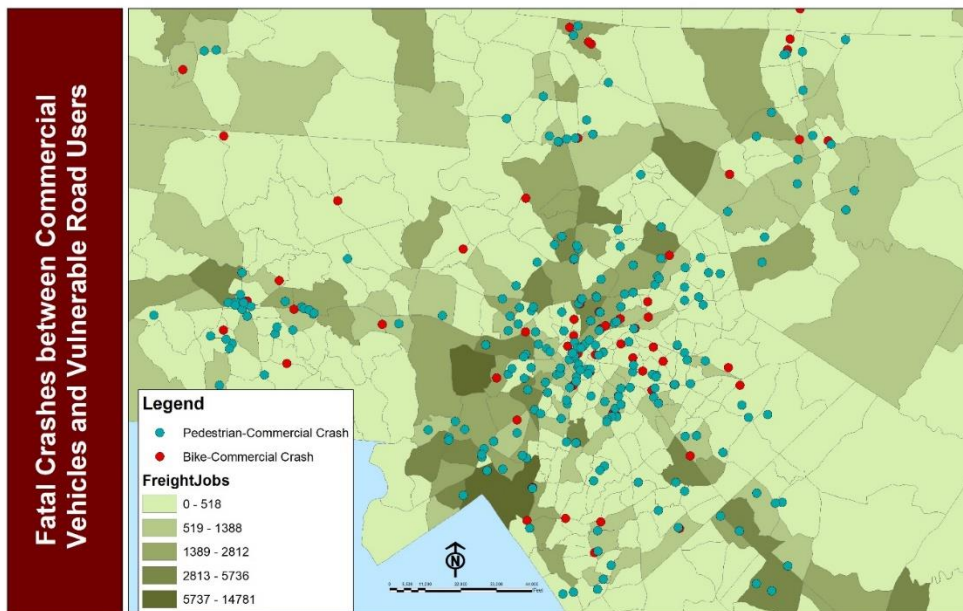 Fatal Crashes between Commercial
Vehicles and Vulnerable Road Users
Legend
Pedestrian-Commercial Crash
Bike-Commercial Crash
FreightJobs
0 - 518
519 - 1388
1389 - 2812
2813 - 5736
5737 - 14781
N